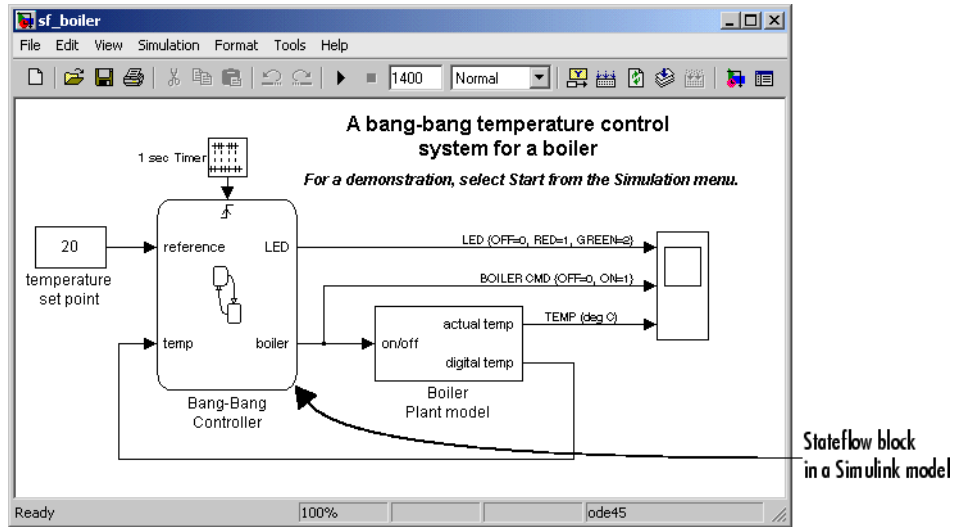 sf_boiler
File Edit View Simulation Format Tools Help
1400 Normal
A bang-bang temperature control
system for a boiler
For a demonstration, select Start from the Simulation menu.
1 sec Timer
20
temperature
set point
reference LED
temp boiler
Bang-Bang
Controller
LED {OFF=0, RED=1, GREEN=2}
BOILER CMD {OFF=0, ON=1}
TEMP (deg C)
actual temp
on/off
digital temp
Boiler
Plant model
Stateflow block
in a Simulink model
Ready 100% ode45